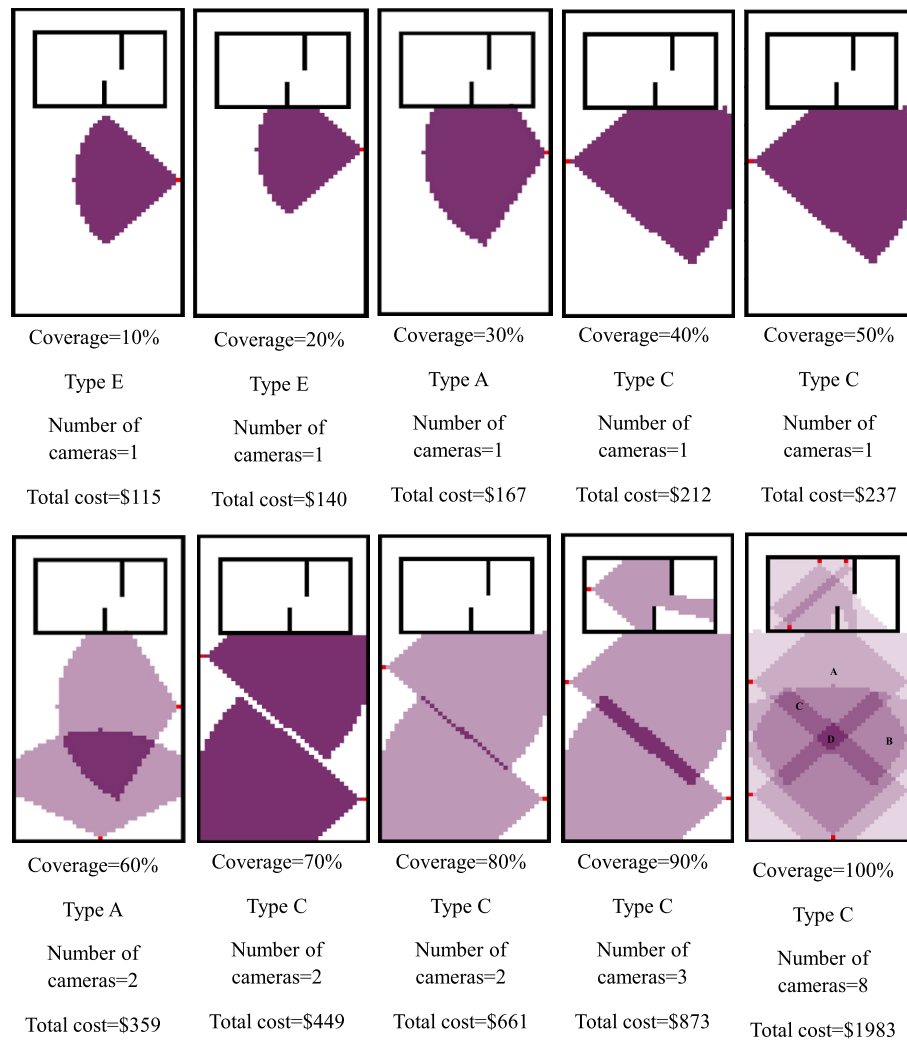 Coverage=10%
Type E
Number of
cameras=1
Total cost=$115
Coverage=20%
Type E
Number of
cameras=1
Total cost=$140
Coverage=30%
Type A
Number of
cameras=1
Total cost=$167
Coverage=40%
Type C
Number of
cameras=1
Total cost=$212
Coverage=50%
Type C
Number of
cameras=1
Total cost=$237
A
C
D
B
Coverage=60%
Type A
Number of
cameras=2
Total cost=$359
Coverage=70%
Type C
Number of
cameras=2
Total cost=$449
Coverage=80%
Type C
Number of
cameras=2
Total cost=$661
Coverage=90%
Type C
Number of
cameras=3
Total cost=$873
Coverage=100%
Type C
Number of
cameras=8
Total cost=$1983